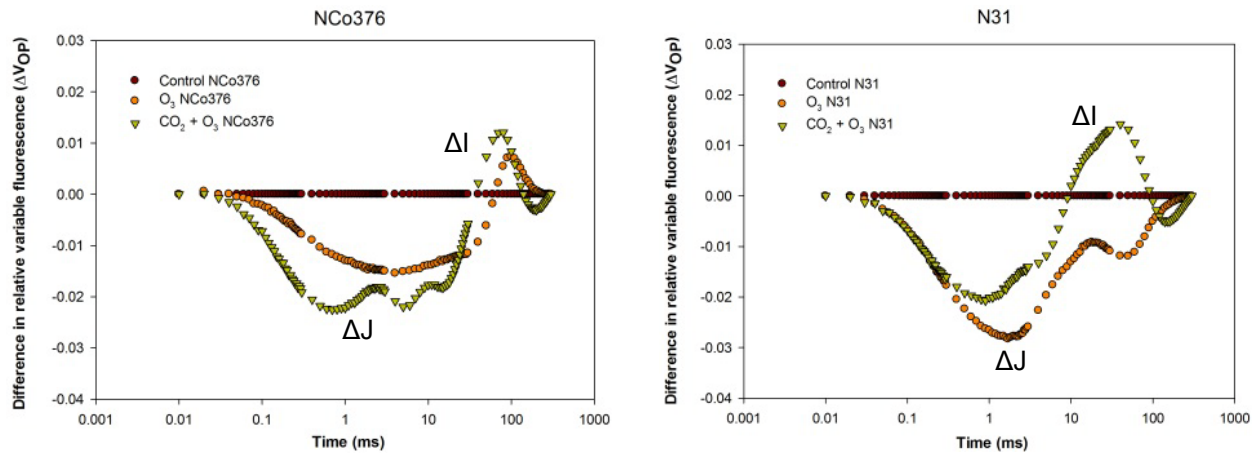 NCo376
Difference in relative variable fluorescence (ΔVOP)
0.03
0.02
0.01
0.00
-0.01
-0.02
-0.03
-0.04
Control NCo376
O3 NCo376
CO2 + O3 NCo376
ΔI
ΔJ
0.001 0.01 0.1 1 10 100 1000
Time (ms)
N31
Difference in relative variable fluorescence (ΔVOP)
0.03
0.02
0.01
0.00
-0.01
-0.02
-0.03
-0.04
Control N31
O3 N31
CO2 + O3 N31
ΔI
ΔJ
0.001 0.01 0.1 1 10 100 1000
Time (ms)